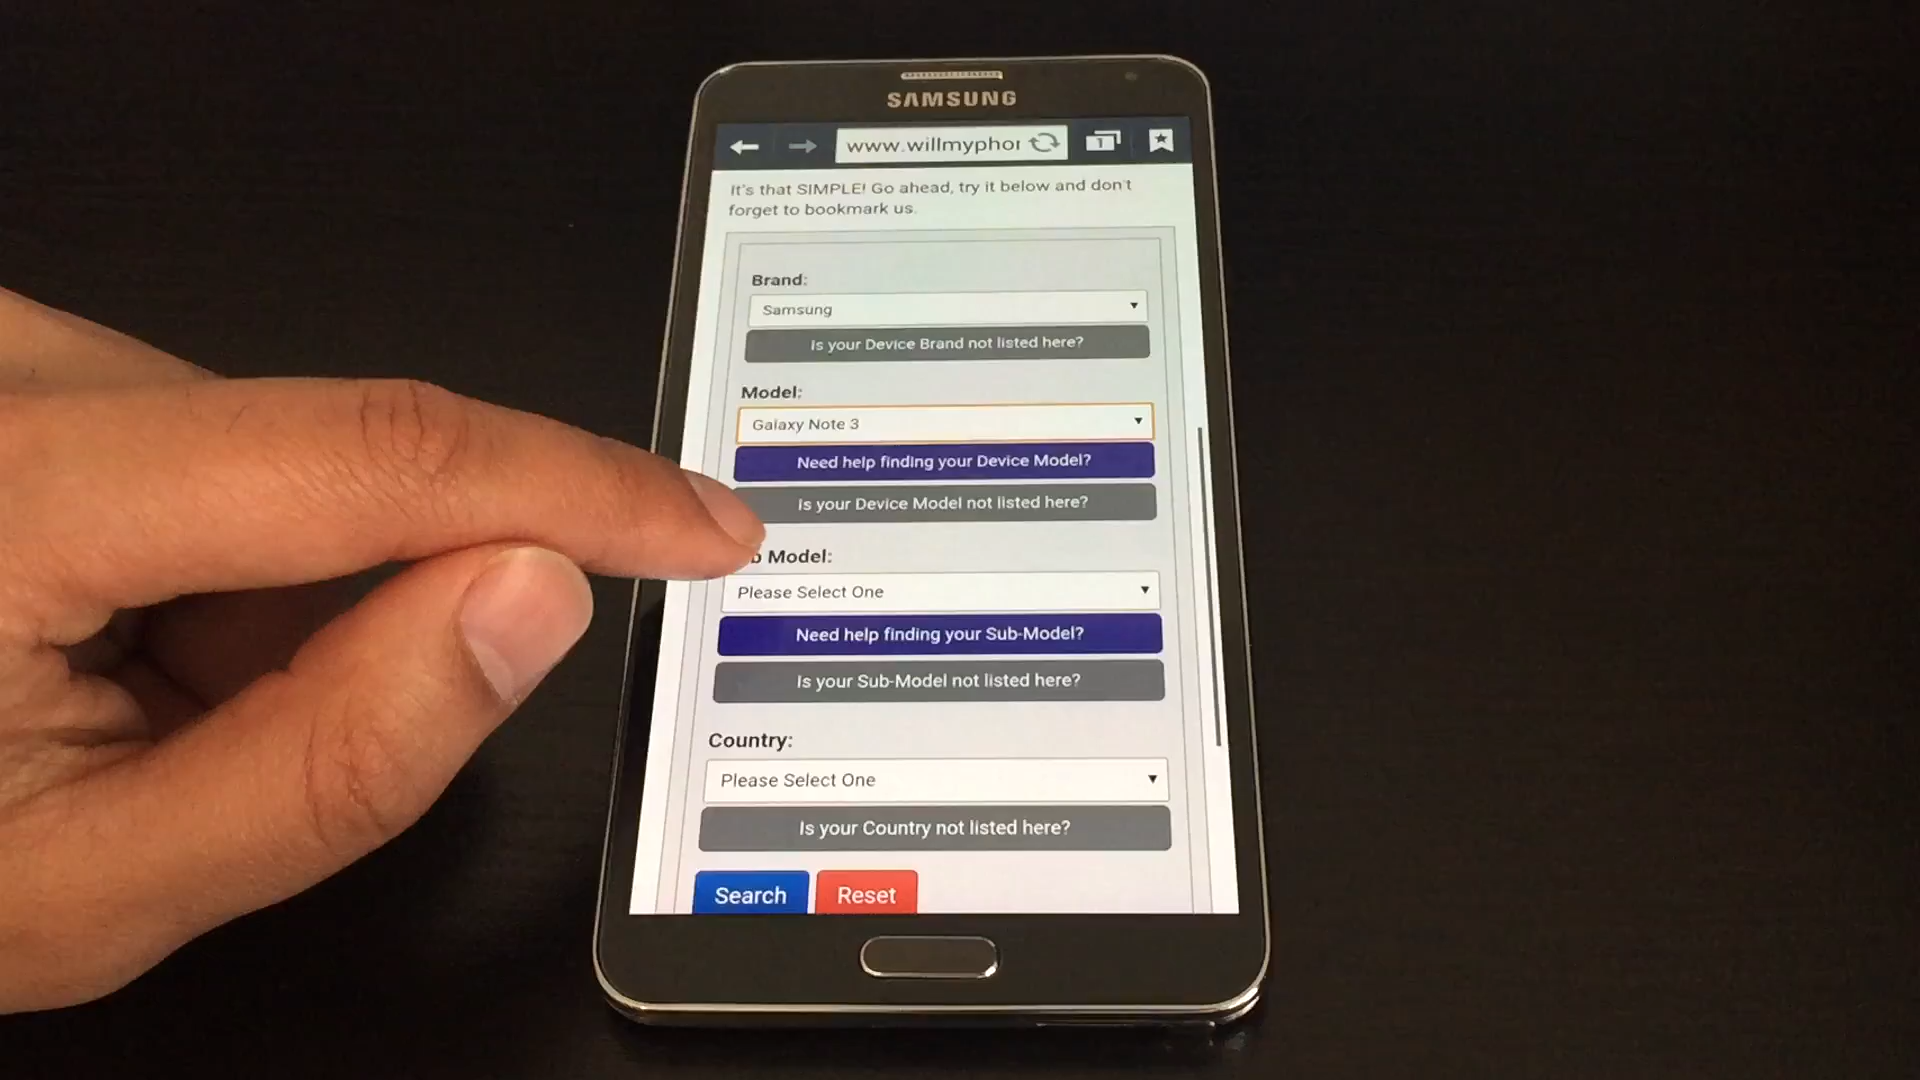 SAMSUNG
www.willmyphor
1
It's that SIMPLE! Go ahead, try it below and don't
forget to bookmark us.
Brand:
Samsung
Is your Device Brand not listed here?
Model:
Galaxy Note 3
Need help finding your Device Model?
Is your Device Model not listed here?
b Model:
Please Select One
Need help finding your Sub-Model?
Is your Sub-Model not listed here?
Country:
Please Select One
Is your Country not listed here?
Search Reset